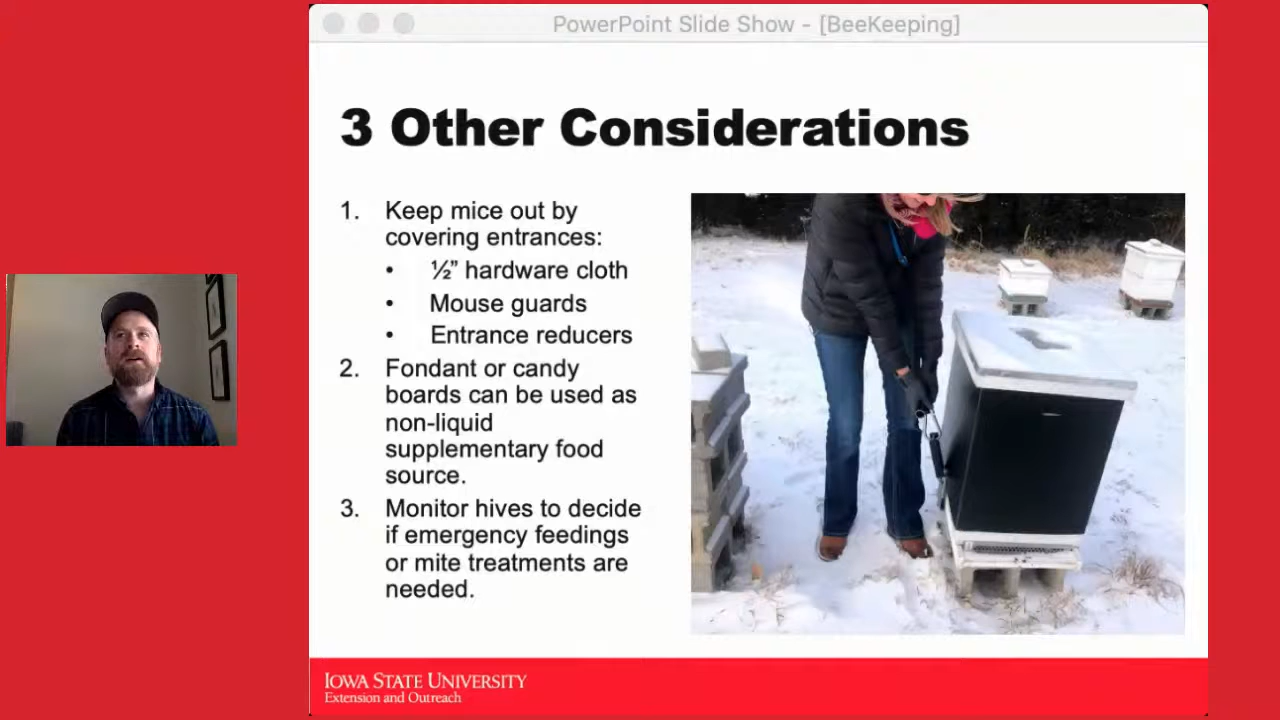 PowerPoint Slide Show - [BeeKeeping]
3 Other Considerations
1. Keep mice out by
covering entrances:
• ½” hardware cloth
• Mouse guards
• Entrance reducers
2. Fondant or candy
boards can be used as
non-liquid
supplementary food
source.
3. Monitor hives to decide
if emergency feedings
or mite treatments are
needed.
IOWA STATE UNIVERSITY
Extension and Outreach